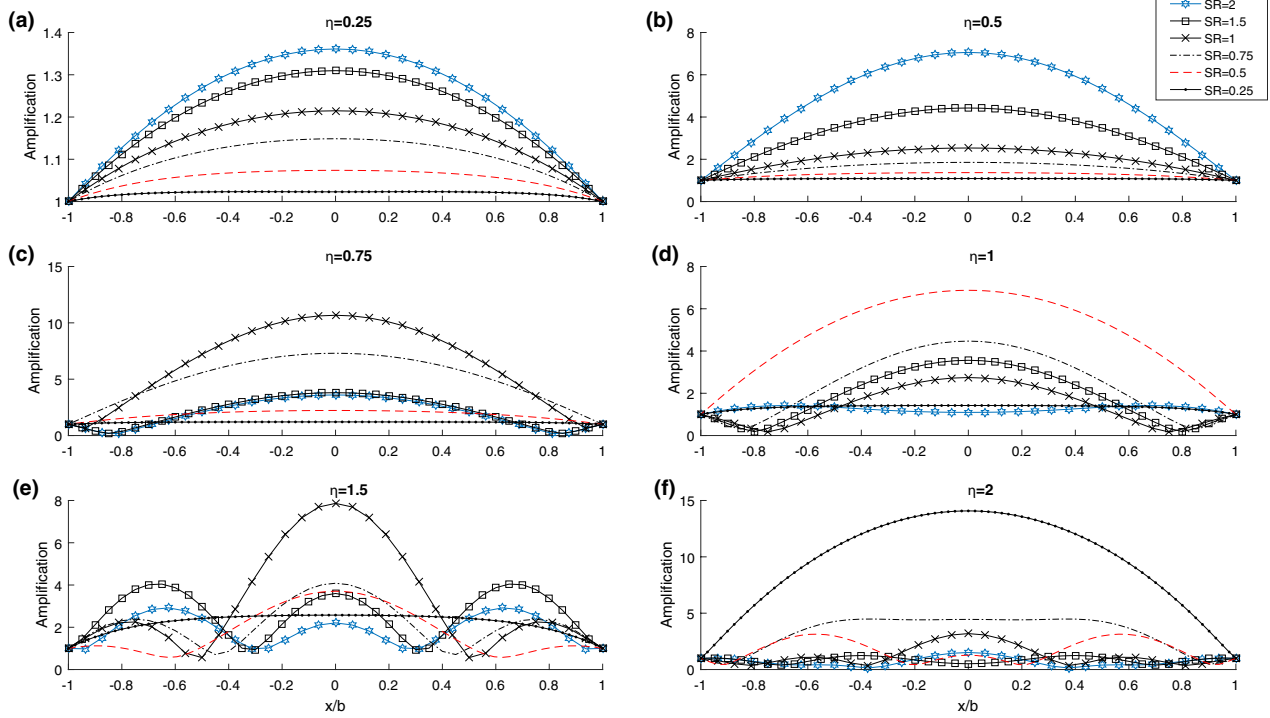 (a)
η=0.25
1.4
1.3
1.2
1.1
1
Amplification
-1 -0.8 -0.6 -0.4 -0.2 0 0.2 0.4 0.6 0.8 1
(b)
η=0.5
8
6
4
2
0
Amplification
-1 -0.8 -0.6 -0.4 -0.2 0 0.2 0.4 0.6 0.8 1
SR=2
SR=1.5
SR=1
SR=0.75
SR=0.5
SR=0.25
(c)
η=0.75
15
10
5
0
Amplification
-1 -0.8 -0.6 -0.4 -0.2 0 0.2 0.4 0.6 0.8 1
(d)
η=1
8
6
4
2
0
Amplification
-1 -0.8 -0.6 -0.4 -0.2 0 0.2 0.4 0.6 0.8 1
(e)
η=1.5
8
6
4
2
0
Amplification
-1 -0.8 -0.6 -0.4 -0.2 0 0.2 0.4 0.6 0.8 1
x/b
(f)
η=2
15
10
5
0
Amplification
-1 -0.8 -0.6 -0.4 -0.2 0 0.2 0.4 0.6 0.8 1
x/b